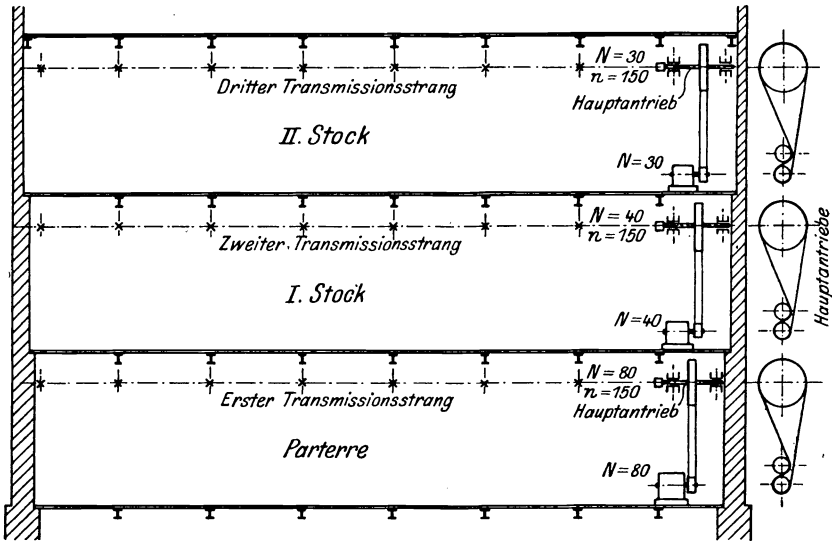 N=30
n=150
Dritter Transmissionsstrang
Hauptantrieb
II. Stock
N=30
N=40
n=150
Zweiter Transmissionsstrang
I. Stock
N=40
Hauptantriebe
N=80
n=150
Erster Transmissionsstrang
Hauptantrieb
Parterre
N=80